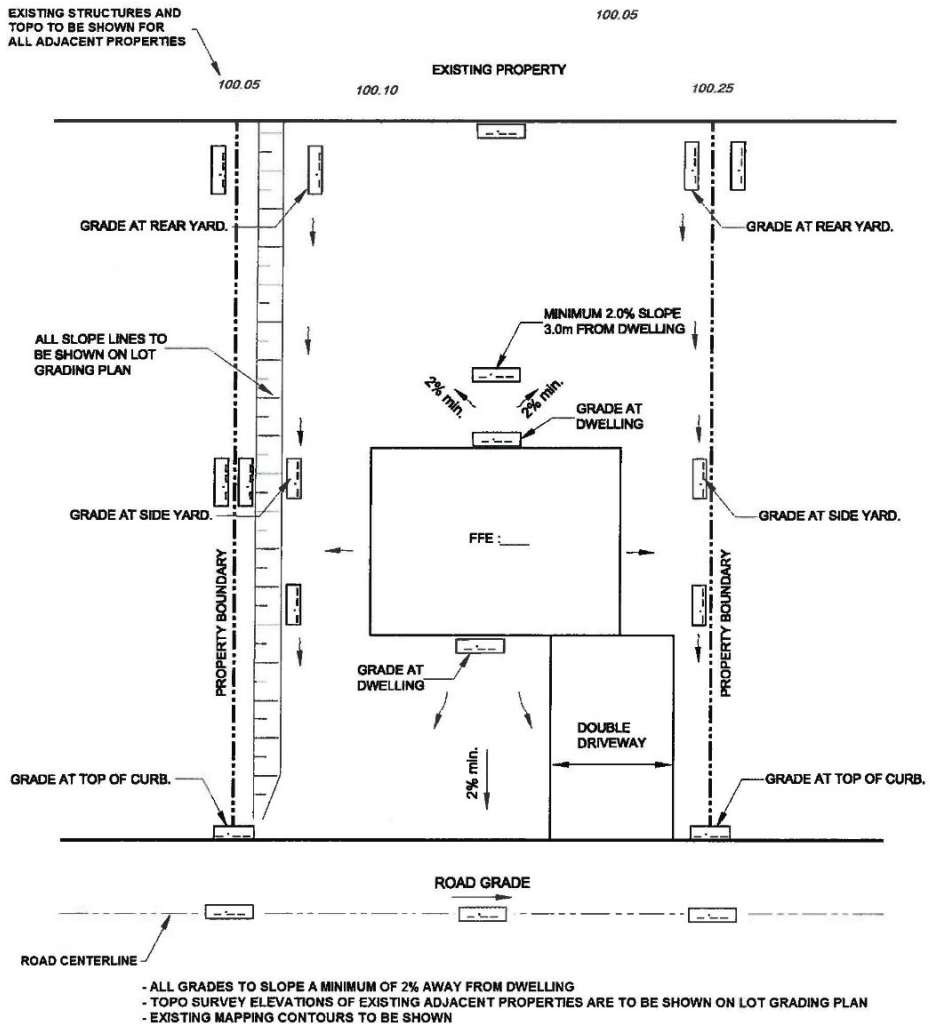 EXISTING STRUCTURES AND
TOPO TO BE SHOWN FOR
ALL ADJACENT PROPERTIES
100.05
EXISTING PROPERTY
100.05
100.10
100.25
GRADE AT REAR YARD.
GRADE AT REAR YARD.
MINIMUM 2.0% SLOPE
3.0m FROM DWELLING
ALL SLOPE LINES TO
BE SHOWN ON LOT
GRADING PLAN
2% min.
2% min.
GRADE AT
DWELLING
GRADE AT SIDE YARD.
GRADE AT SIDE YARD.
FFE :____
PROPERTY BOUNDARY
PROPERTY BOUNDARY
GRADE AT
DWELLING
DOUBLE
DRIVEWAY
2% min.
GRADE AT TOP OF CURB.
GRADE AT TOP OF CURB.
ROAD GRADE
ROAD CENTERLINE
- ALL GRADES TO SLOPE A MINIMUM OF 2% AWAY FROM DWELLING
- TOPO SURVEY ELEVATIONS OF EXISTING ADJACENT PROPERTIES ARE TO BE SHOWN ON LOT GRADING PLAN
- EXISTING MAPPING CONTOURS TO BE SHOWN